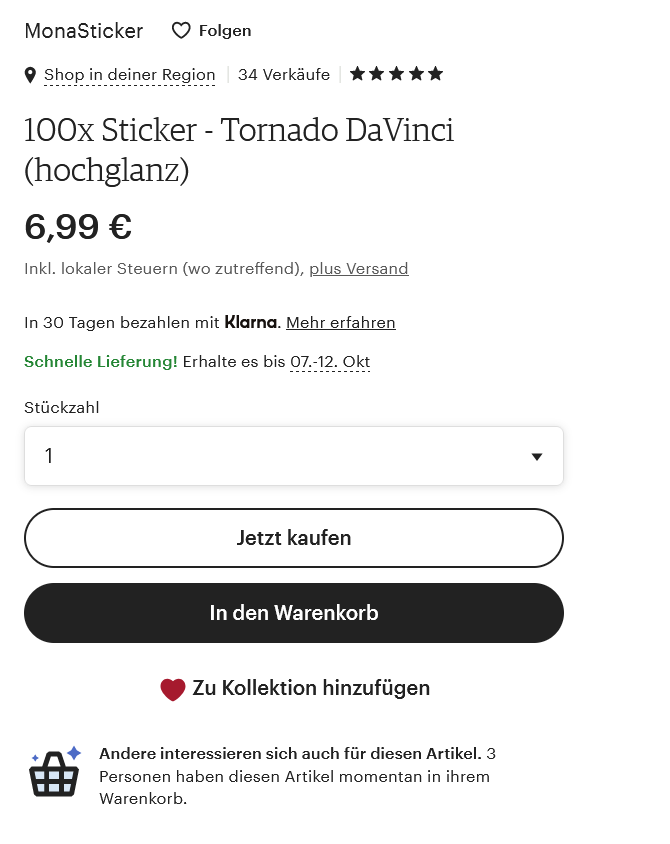 MonaSticker Folgen
Shop in deiner Region 34 Verkäufe
100x Sticker - Tornado DaVinci
(hochglanz)
6,99 €
Inkl. lokaler Steuern (wo zutreffend), plus Versand
In 30 Tagen bezahlen mit Klarna. Mehr erfahren
Schnelle Lieferung! Erhalte es bis 07.-12. Okt
Stückzahl
1
Jetzt kaufen
In den Warenkorb
Zu Kollektion hinzufügen
Andere interessieren sich auch für diesen Artikel. 3
Personen haben diesen Artikel momentan in ihrem
Warenkorb.